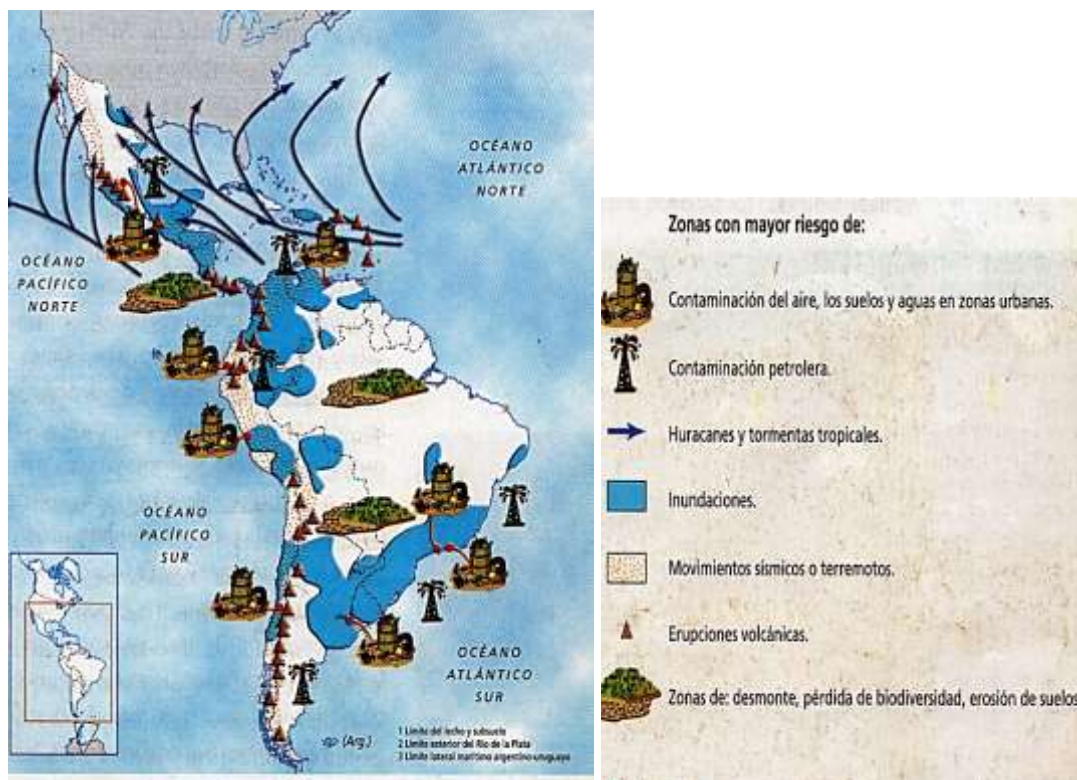 OCÉANO
ATLÁNTICO
NORTE
OCÉANO
PACÍFICO
NORTE
OCÉANO
PACÍFICO
SUR
OCÉANO
ATLÁNTICO
SUR
(Arg.)
1 Límite del lecho y subsuelo
2 Límite exterior del Río de la Plata
3 Límite lateral marítimo argentino-uruguayo
Zonas con mayor riesgo de:
Contaminación del aire, los suelos y aguas en zonas urbanas.
Contaminación petrolera.
Huracanes y tormentas tropicales.
Inundaciones.
Movimientos sísmicos o terremotos.
Erupciones volcánicas.
Zonas de: desmonte, pérdida de biodiversidad, erosión de suelos